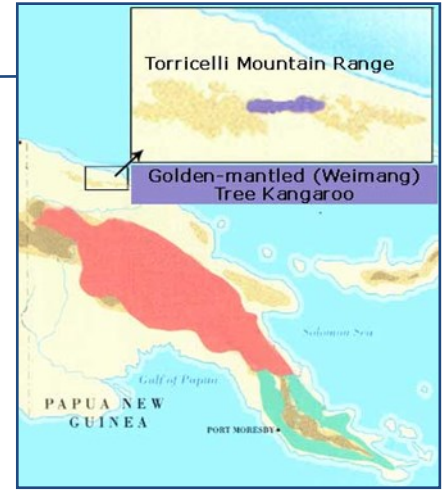 Torricelli Mountain Range
Golden-mantled (Weimang)
Tree Kangaroo
Solomon Sea
Gulf of Papua
PAPUA NEW
GUINEA
PORT MORESBY